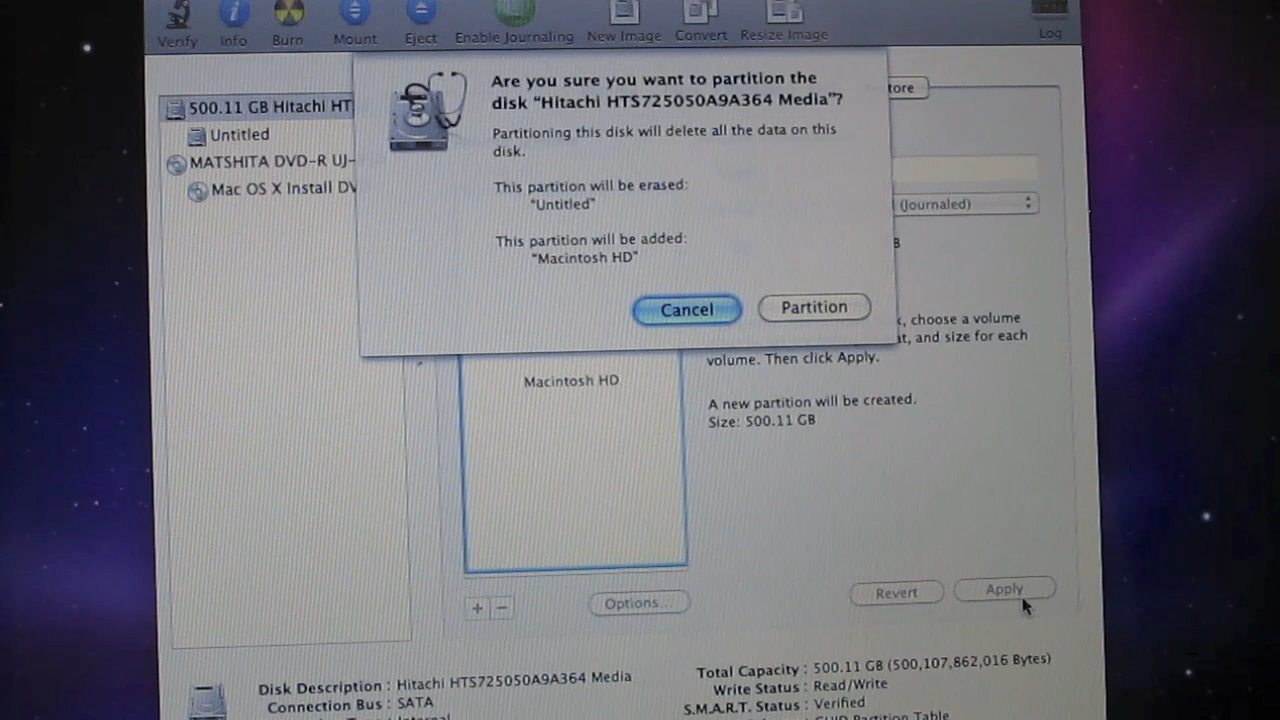 Verify Info Burn Mount Eject Enable Journaling New Image Convert Resize Image Log
Are you sure you want to partition the
disk “Hitachi HTS725050A9A364 Media”?
Partitioning this disk will delete all the data on this
disk.
This partition will be erased:
“Untitled”
This partition will be added:
“Macintosh HD”
Cancel Partition
500.11 GB Hitachi HT
Untitled
MATSHITA DVD-R UJ-
Mac OS X Install DV
tore
(Journaled)
B
, choose a volume
at, and size for each
volume. Then click Apply.
Macintosh HD
A new partition will be created.
Size: 500.11 GB
+ − Options... Revert Apply
Disk Description : Hitachi HTS725050A9A364 Media
Connection Bus : SATA
Internal
Total Capacity : 500.11 GB (500,107,862,016 Bytes)
Write Status : Read/Write
S.M.A.R.T. Status : Verified
GUID Partition Table